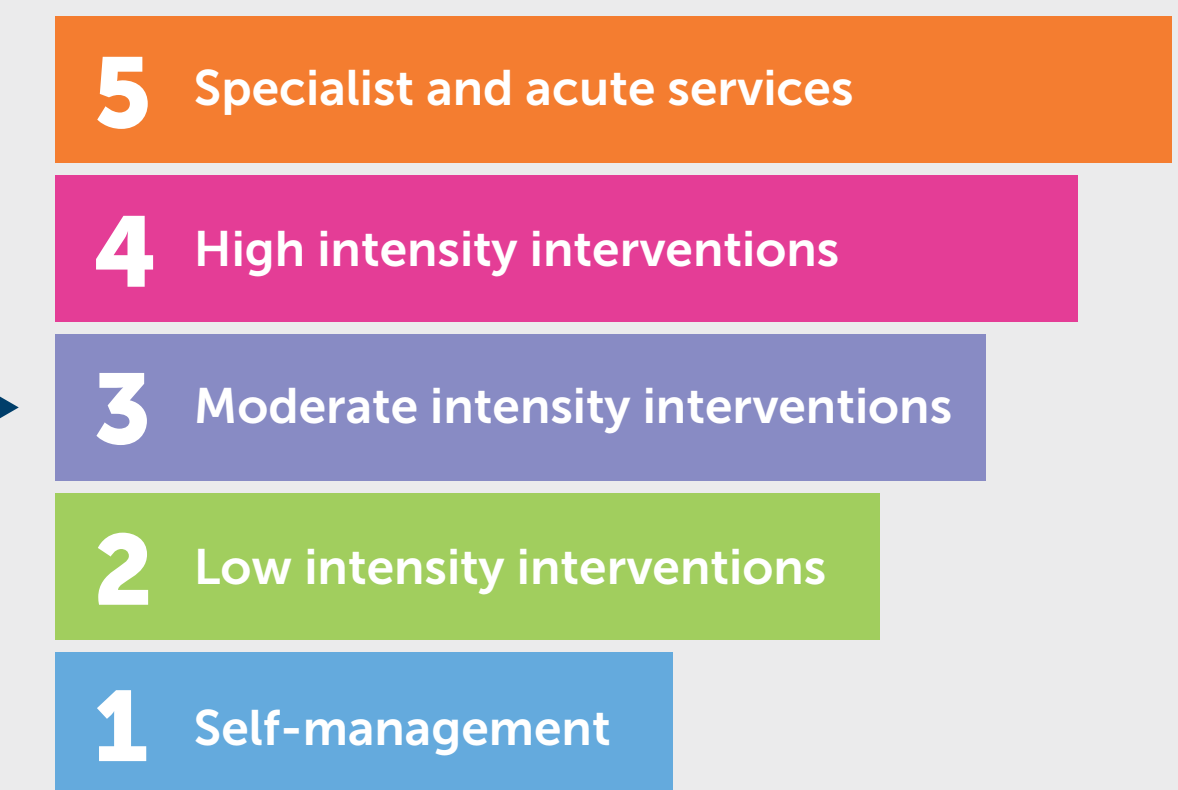 5 Specialist and acute services
4 High intensity interventions
3 Moderate intensity interventions
2 Low intensity interventions
1 Self-management